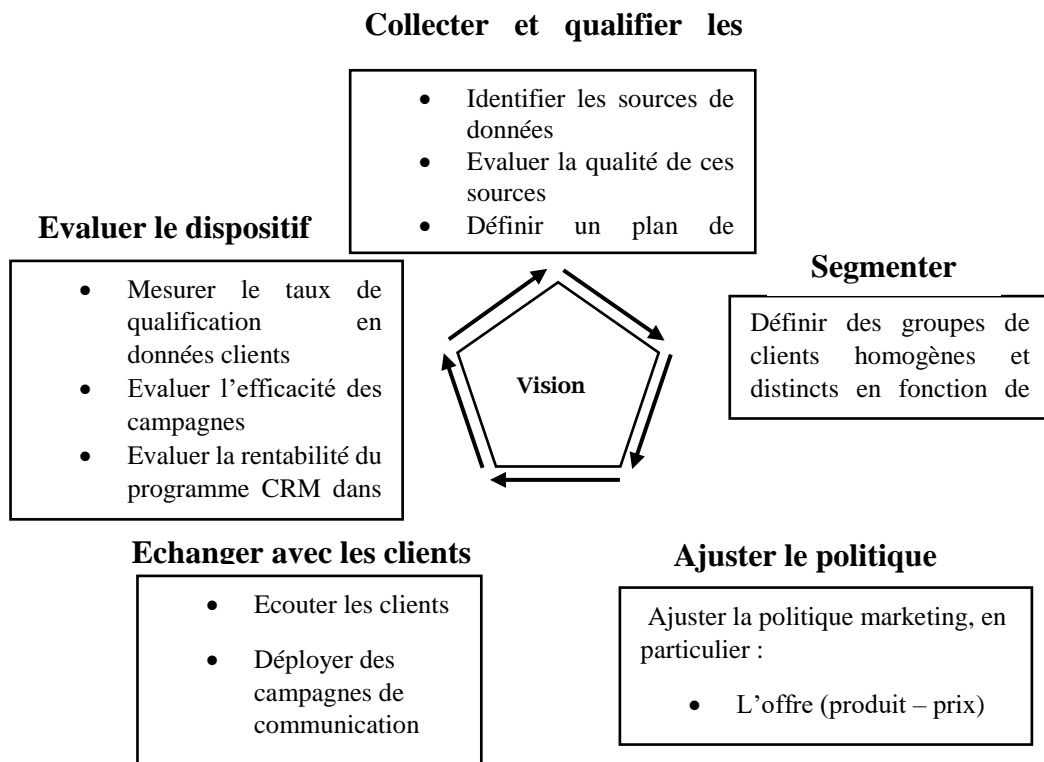 Collecter et qualifier les
• Identifier les sources de
données
• Evaluer la qualité de ces
sources
• Définir un plan de
Evaluer le dispositif
• Mesurer le taux de
qualification en
données clients
• Evaluer l'efficacité des
campagnes
• Evaluer la rentabilité du
programme CRM dans
Segmenter
Définir des groupes de
clients homogènes et
distincts en fonction de
Vision
Echanger avec les clients
• Ecouter les clients
• Déployer des
campagnes de
communication
Ajuster le politique
Ajuster la politique marketing, en
particulier :
• L'offre (produit – prix)